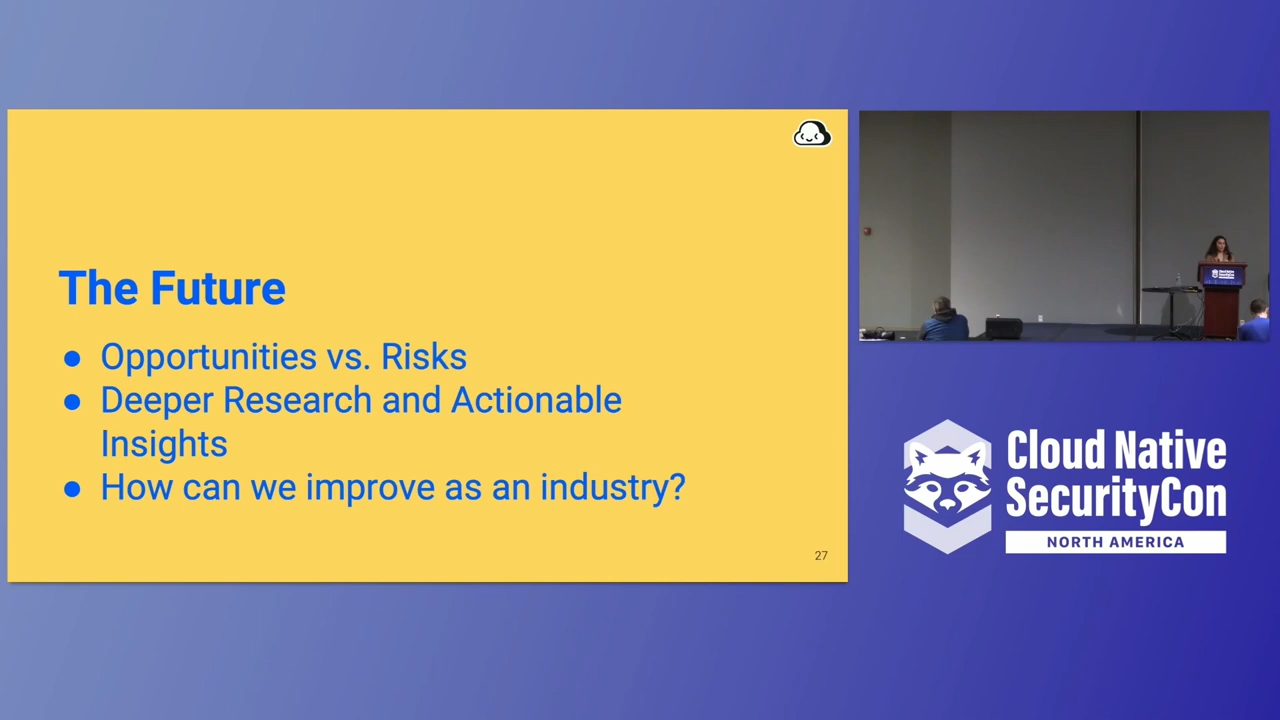 The Future
● Opportunities vs. Risks
● Deeper Research and Actionable
Insights
● How can we improve as an industry?
27
Cloud Native
SecurityCon
NORTH AMERICA